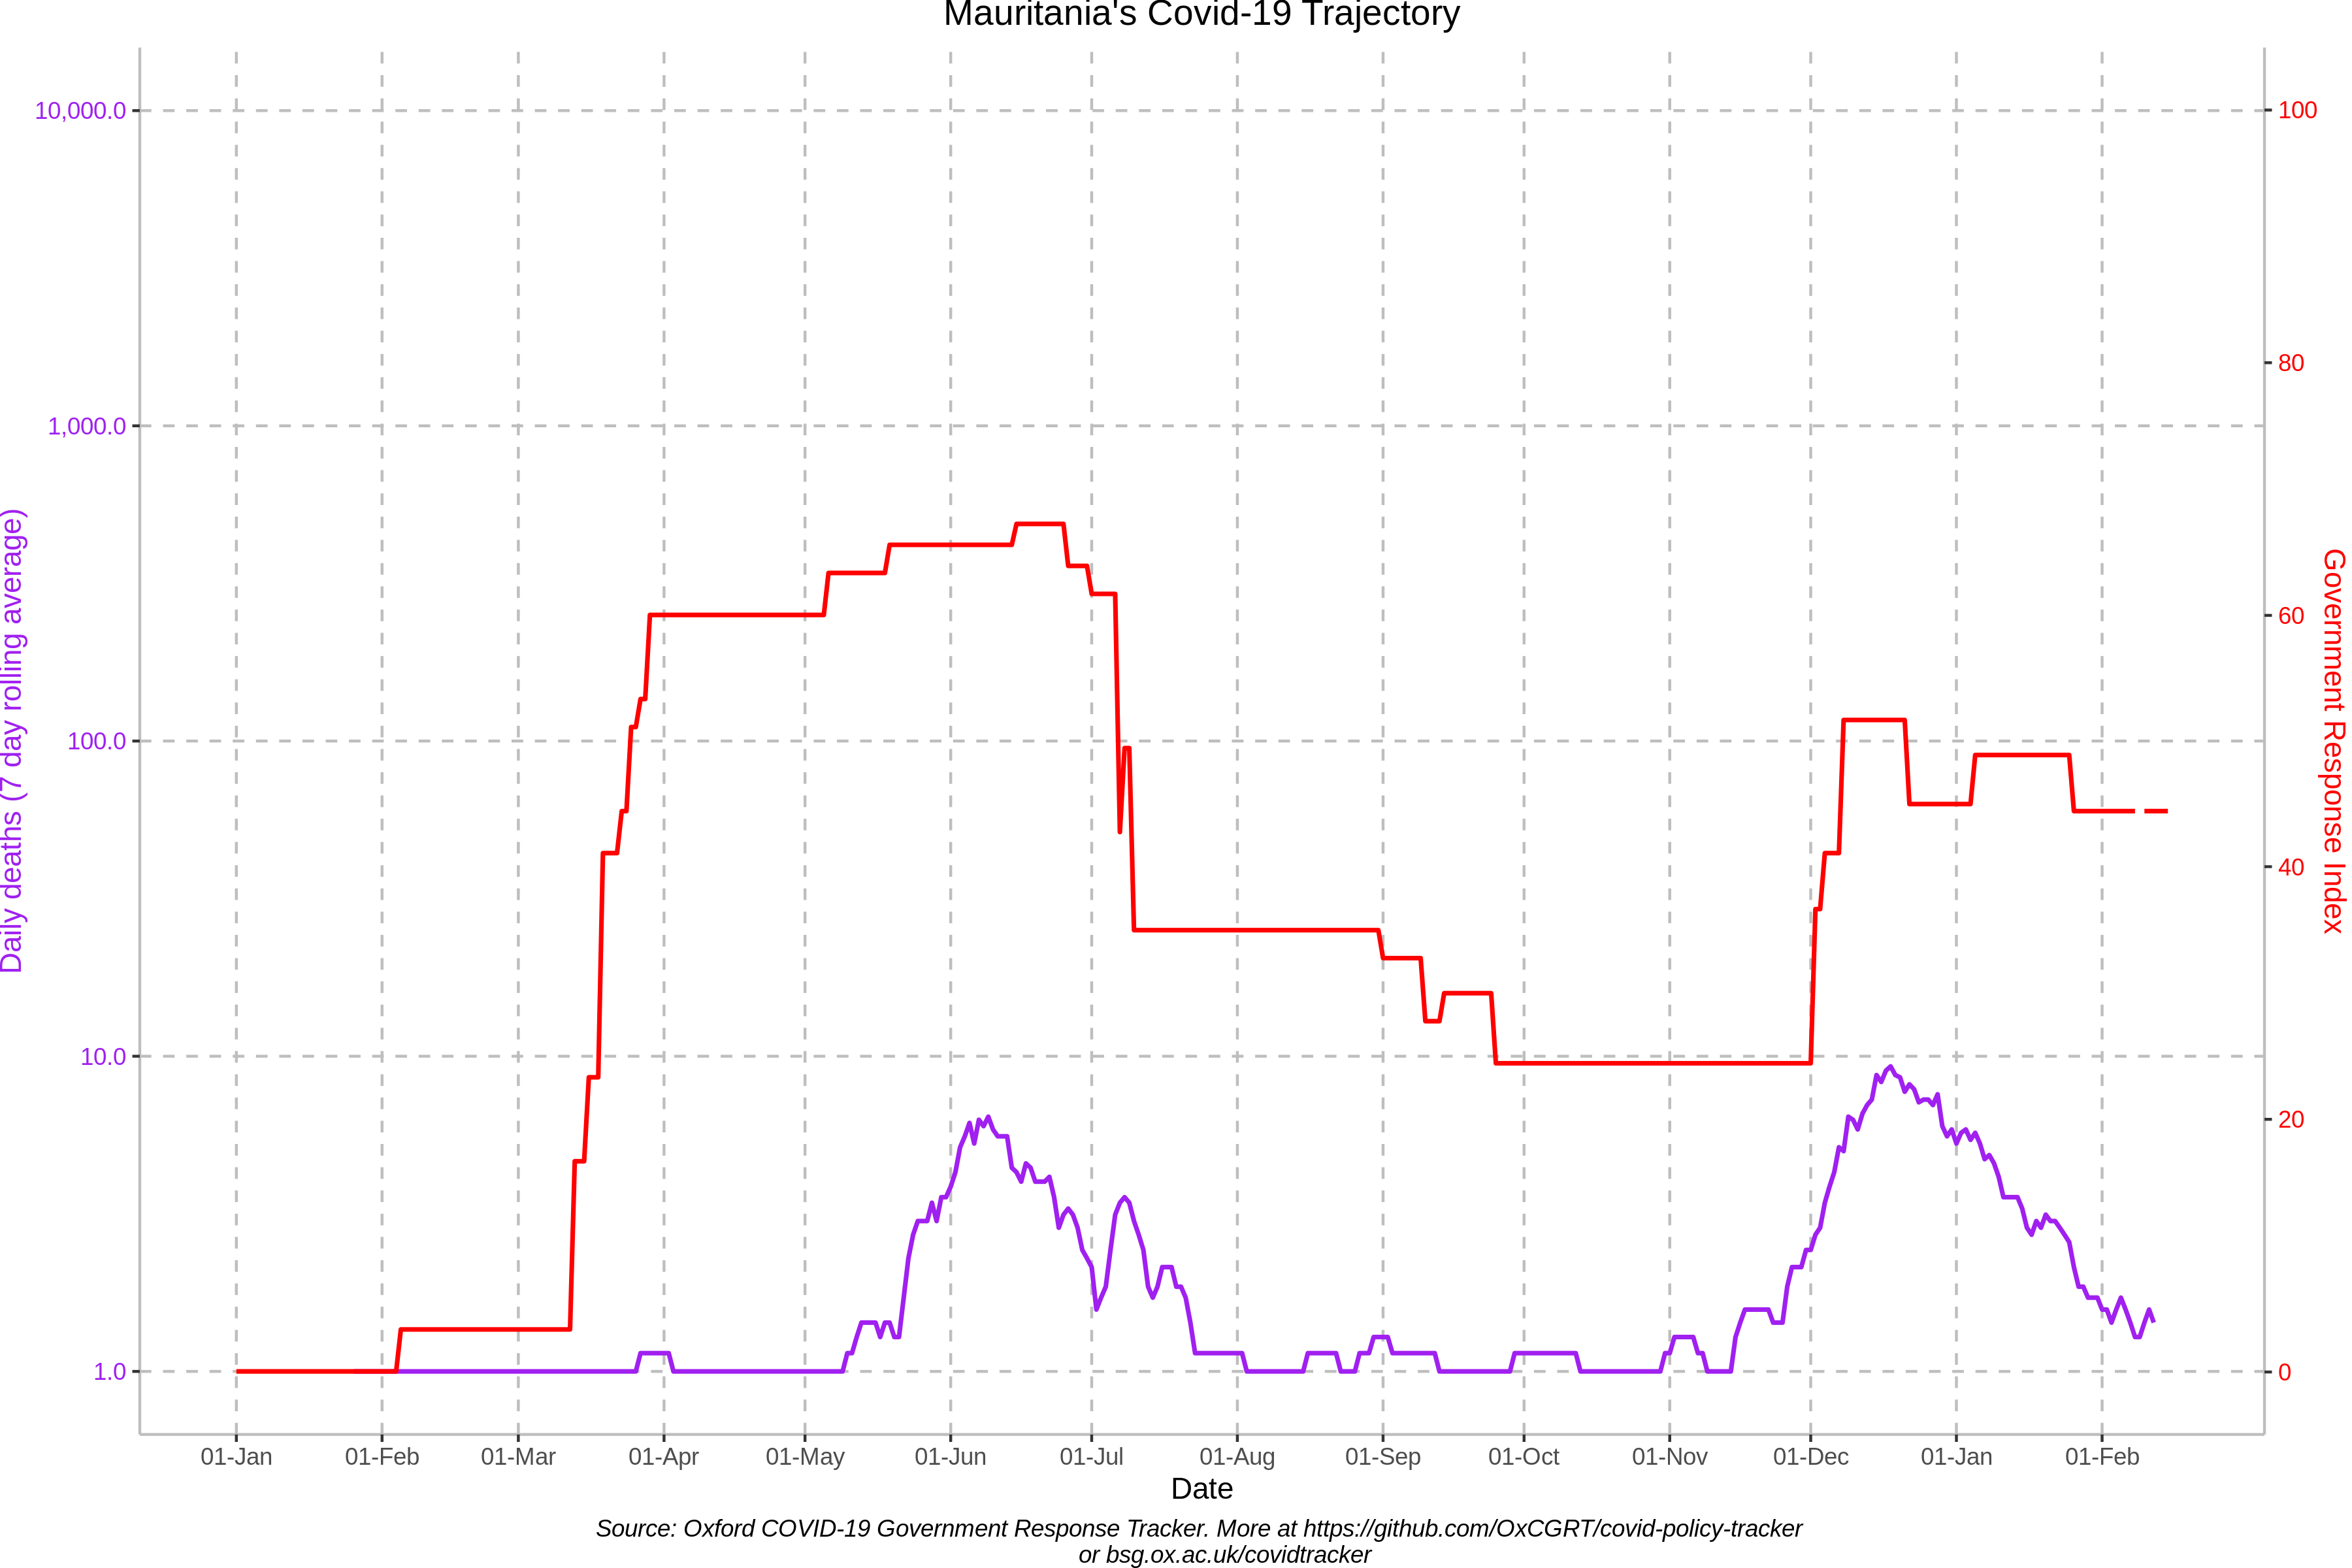 Mauritania's Covid-19 Trajectory
10,000.0
1,000.0
100.0
10.0
1.0
Daily deaths (7 day rolling average)
100
80
60
40
20
0
Government Response Index
01-Jan
01-Feb
01-Mar
01-Apr
01-May
01-Jun
01-Jul
01-Aug
01-Sep
01-Oct
01-Nov
01-Dec
01-Jan
01-Feb
Date
Source: Oxford COVID-19 Government Response Tracker. More at https://github.com/OxCGRT/covid-policy-tracker
or bsg.ox.ac.uk/covidtracker